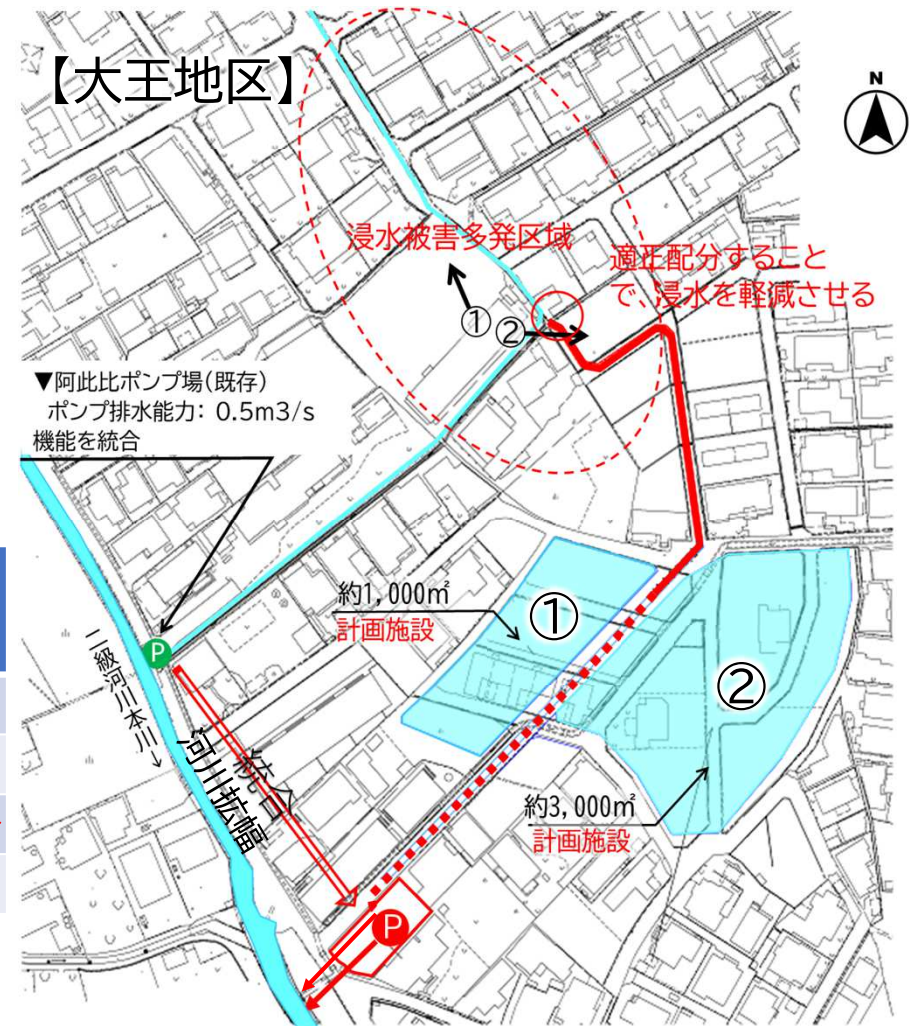 【大王地区】
N
浸水被害多発区域
適正配分すること
で、浸水を軽減させる
①
②
▼阿此比ポンプ場(既存)
ポンプ排水能力: 0.5m3/s
機能を統合
約1,000㎡
計画施設
①
②
P
二級河川本川→
統合
河川拡幅
約3,000㎡
計画施設
P